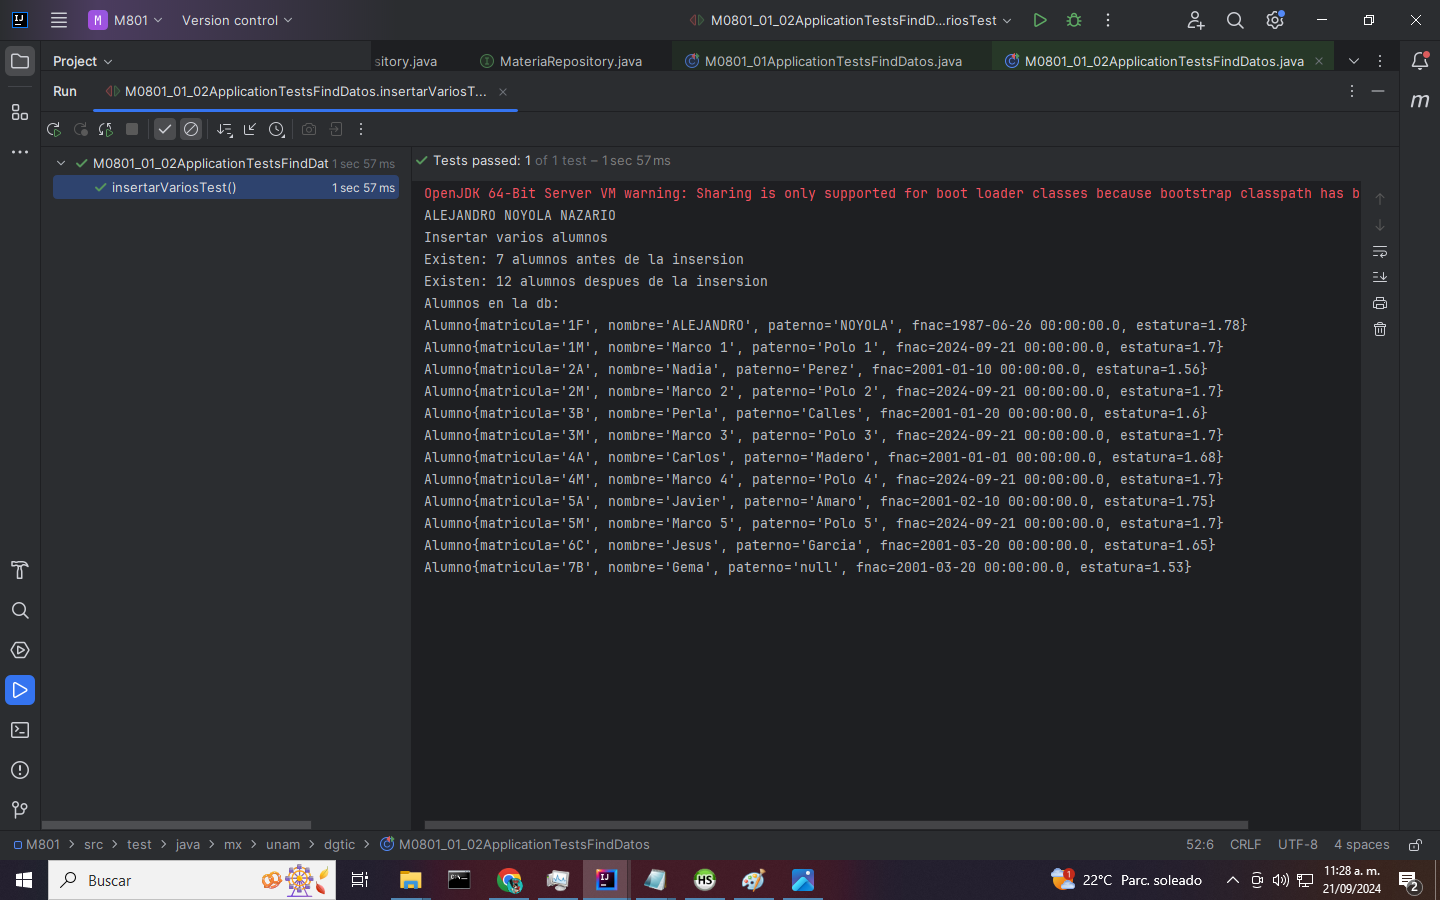 M M801 Version control M0801_01_02ApplicationTestsFindD...riosTest
Project sitory.java MateriaRepository.java M0801_01ApplicationTestsFindDatos.java M0801_01_02ApplicationTestsFindDatos.java
Run M0801_01_02ApplicationTestsFindDatos.insertarVariosT...
M0801_01_02ApplicationTestsFindDat 1 sec 57 ms
insertarVariosTest() 1 sec 57 ms
Tests passed: 1 of 1 test – 1 sec 57 ms
OpenJDK 64-Bit Server VM warning: Sharing is only supported for boot loader classes because bootstrap classpath has b
ALEJANDRO NOYOLA NAZARIO
Insertar varios alumnos
Existen: 7 alumnos antes de la insersion
Existen: 12 alumnos despues de la insersion
Alumnos en la db:
Alumno{matricula='1F', nombre='ALEJANDRO', paterno='NOYOLA', fnac=1987-06-26 00:00:00.0, estatura=1.78}
Alumno{matricula='1M', nombre='Marco 1', paterno='Polo 1', fnac=2024-09-21 00:00:00.0, estatura=1.7}
Alumno{matricula='2A', nombre='Nadia', paterno='Perez', fnac=2001-01-10 00:00:00.0, estatura=1.56}
Alumno{matricula='2M', nombre='Marco 2', paterno='Polo 2', fnac=2024-09-21 00:00:00.0, estatura=1.7}
Alumno{matricula='3B', nombre='Perla', paterno='Calles', fnac=2001-01-20 00:00:00.0, estatura=1.6}
Alumno{matricula='3M', nombre='Marco 3', paterno='Polo 3', fnac=2024-09-21 00:00:00.0, estatura=1.7}
Alumno{matricula='4A', nombre='Carlos', paterno='Madero', fnac=2001-01-01 00:00:00.0, estatura=1.68}
Alumno{matricula='4M', nombre='Marco 4', paterno='Polo 4', fnac=2024-09-21 00:00:00.0, estatura=1.7}
Alumno{matricula='5A', nombre='Javier', paterno='Amaro', fnac=2001-02-10 00:00:00.0, estatura=1.75}
Alumno{matricula='5M', nombre='Marco 5', paterno='Polo 5', fnac=2024-09-21 00:00:00.0, estatura=1.7}
Alumno{matricula='6C', nombre='Jesus', paterno='Garcia', fnac=2001-03-20 00:00:00.0, estatura=1.65}
Alumno{matricula='7B', nombre='Gema', paterno='null', fnac=2001-03-20 00:00:00.0, estatura=1.53}
M801 > src > test > java > mx > unam > dgtic > M0801_01_02ApplicationTestsFindDatos 52:6 CRLF UTF-8 4 spaces
Buscar 22°C Parc. soleado 11:28 a. m.
21/09/2024 2